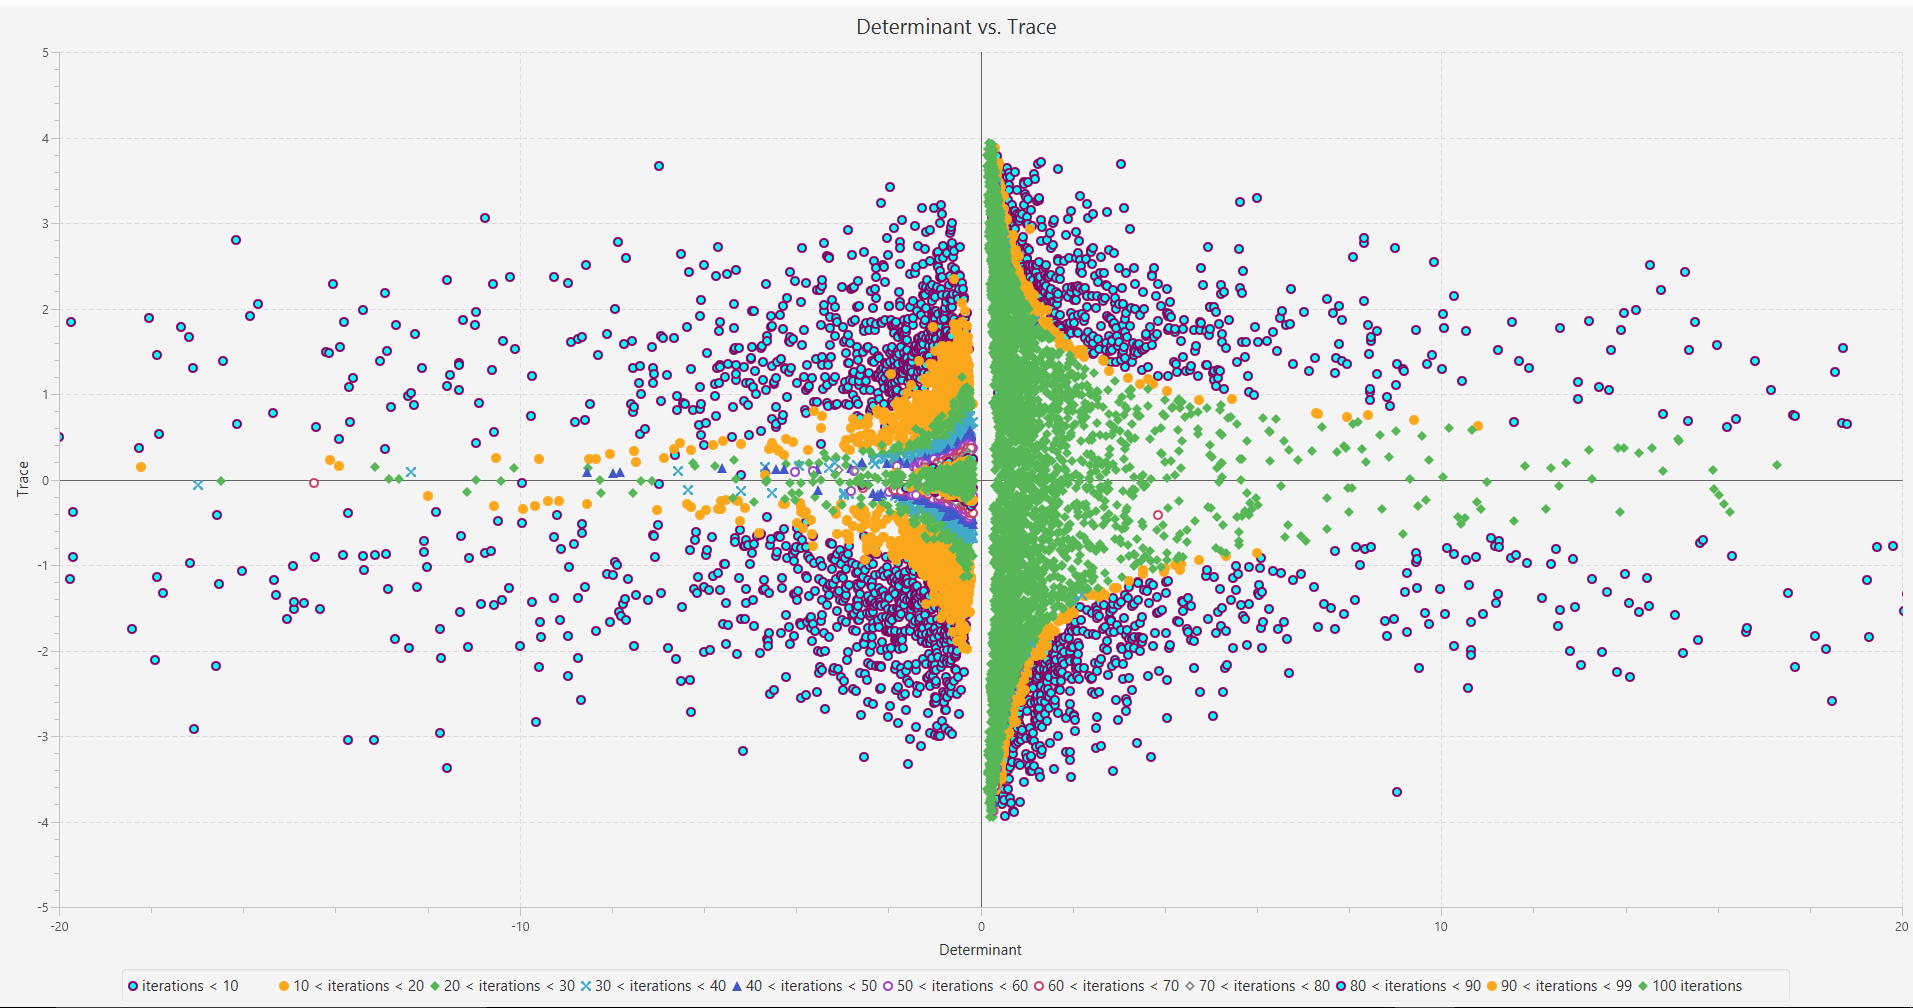 Determinant vs. Trace
5
4
3
2
1
0
-1
-2
-3
-4
-5
Trace
-20 -10 0 10 20
Determinant
iterations < 10 10 < iterations < 20 20 < iterations < 30 30 < iterations < 40 40 < iterations < 50 50 < iterations < 60 60 < iterations < 70 70 < iterations < 80 80 < iterations < 90 90 < iterations < 99 100 iterations